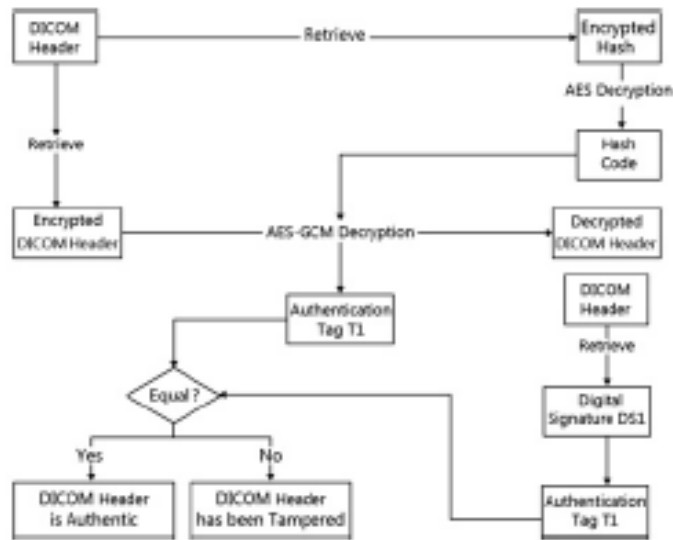 DICOM
Header
Retrieve
Encrypted
Hash
AES Decryption
Retrieve
Hash
Code
Encrypted
DICOM Header
AES-GCM Decryption
Decrypted
DICOM Header
DICOM
Header
Authentication
Tag T1
Retrieve
Equal?
Digital
Signature DS1
Yes
No
DICOM Header
is Authentic
DICOM Header
has been Tampered
Authentication
Tag T1